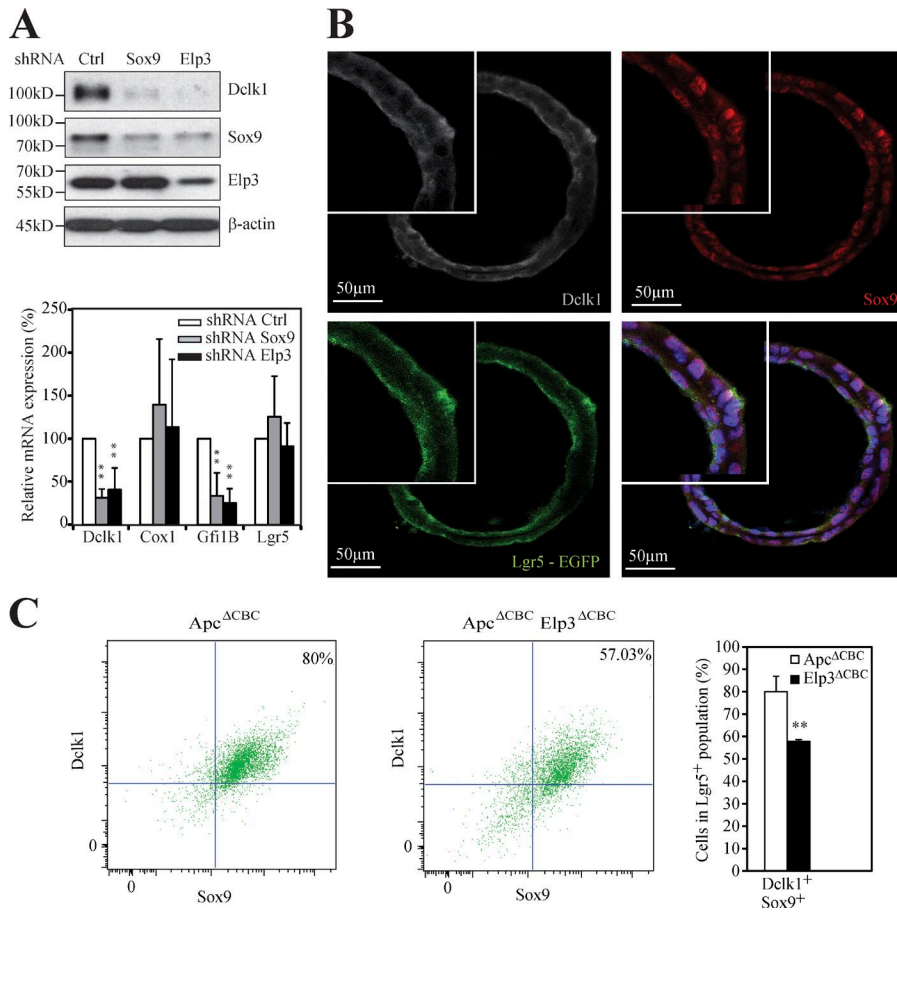 A
shRNA Ctrl Sox9 Elp3
100kD
Dclk1
100kD
70kD
Sox9
70kD
55kD
Elp3
45kD
β-actin
Relative mRNA expression (%)
250
200
150
100
50
0
shRNA Ctrl
shRNA Sox9
shRNA Elp3
** ** ** **
Dclk1 Cox1 Gfi1B Lgr5
B
50µm
Dclk1
50µm
Sox9
50µm
Lgr5 - EGFP
50µm
C
Apc ΔCBC
80%
Dclk1
0
0
Sox9
Apc ΔCBC Elp3 ΔCBC
57.03%
Dclk1
0
0
Sox9
Cells in Lgr5+ population (%)
100
90
80
70
60
50
40
30
20
10
0
Apc ΔCBC
Elp3 ΔCBC
**
Dclk1+
Sox9+